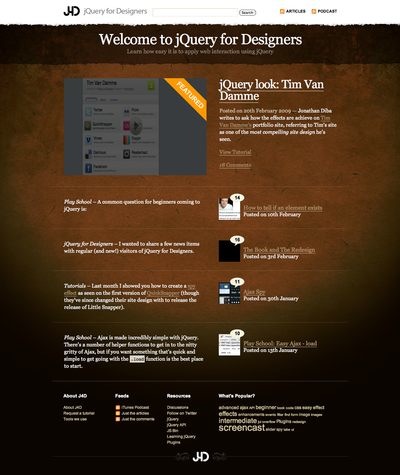 J4D jQuery for Designers
Search
ARTICLES
PODCAST
Welcome to jQuery for Designers
Learn how easy it is to apply web interaction using jQuery
Tim Van Damme
FEATURED
jQuery look: Tim Van
Damme
Posted on 20th February 2009 — Jonathan Diba
writes to ask how the effects are achieve on Tim
Van Damme's portfolio site, referring to Tim's site
as one of the most compelling site design he's
seen.
View Tutorial
18 Comments
Play School – A common question for beginners coming to
jQuery is:
14
How to tell if an element exists
Posted on 10th February
jQuery for Designers – I wanted to share a few news items
with regular (and new!) visitors of jQuery for Designers.
16
The Book and The Redesign
Posted on 3rd February
Tutorials – Last month I showed you how to create a spy
effect as seen on the first version of QuickSnapper (though
they've since changed their site design with to release the
release of Little Snapper).
11
Ajax Spy
Posted on 30th January
Play School – Ajax is made incredibly simple with jQuery.
There's a number of helper functions to get in to the nitty
gritty of Ajax, but if you want something that's quick and
simple to get going with the .load function is the best place
to start.
10
Play School: Easy Ajax - load
Posted on 13th January
About J4D
About J4D
Request a tutorial
Tools we use
Feeds
iTunes Podcast
Just the articles
Just the comments
Resources
Discussions
Follow on Twitter
jQuery
jQuery API
JS Bin
Learning jQuery
Plugins
What's Popular?
advanced ajax api beginner book code css easy effect
effects enhancements events filter first form image images
intermediate js interface Plugins redesign
screencast slider spy take ui
J4D